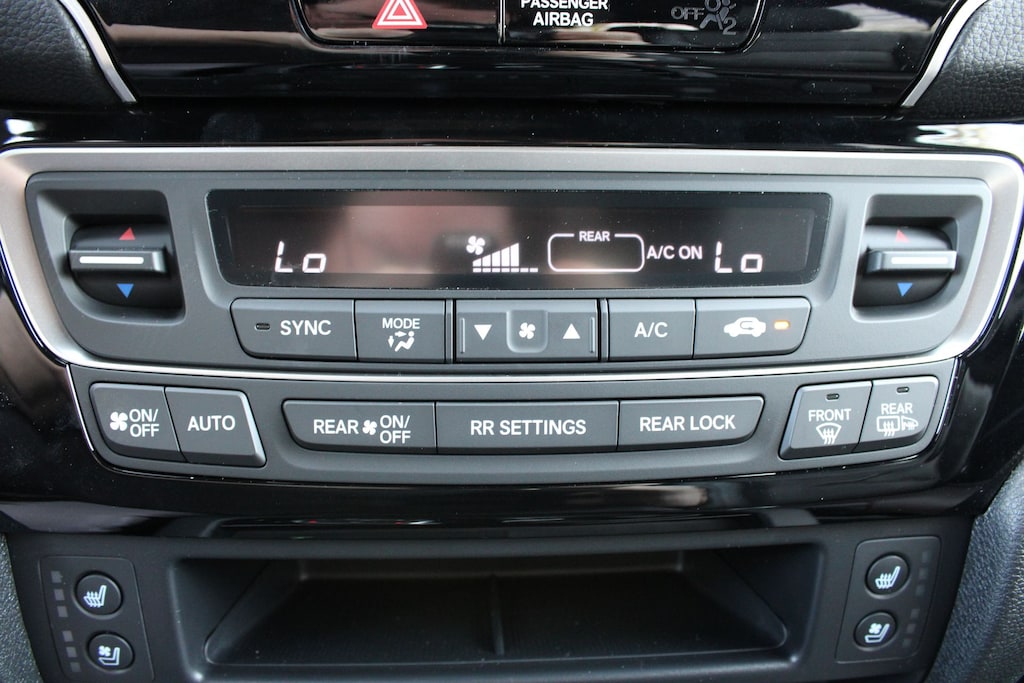 PASSENGER
AIRBAG
OFF
2
REAR
Lo
A/C ON
Lo
SYNC
MODE
A/C
ON/
OFF
AUTO
REAR ON/
OFF
RR SETTINGS
REAR LOCK
FRONT
REAR